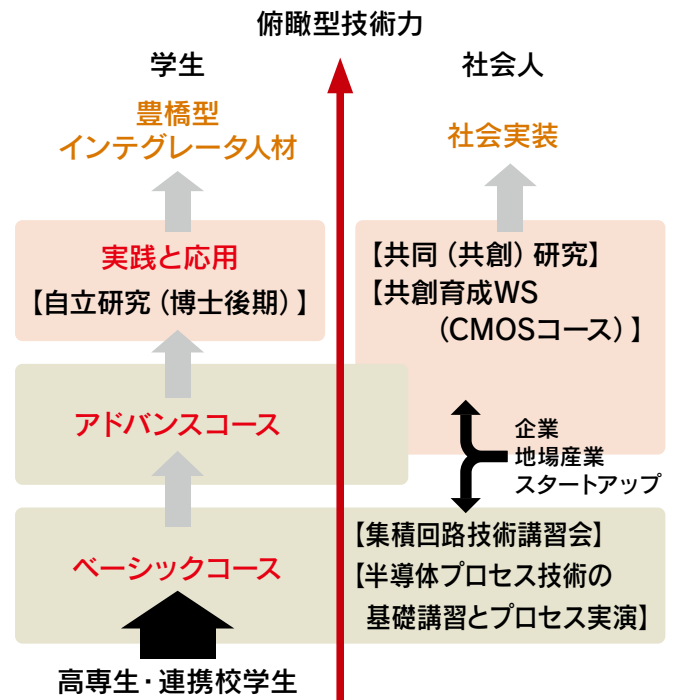 俯瞰型技術力
学生
社会人
豊橋型
インテグレータ人材
社会実装
実践と応用
【自立研究(博士後期)】
【共同(共創)研究】
【共創育成WS
(CMOSコース)】
アドバンスコース
企業
地場産業
スタートアップ
ベーシックコース
【集積回路技術講習会】
【半導体プロセス技術の
基礎講習とプロセス実演】
高専生・連携校学生